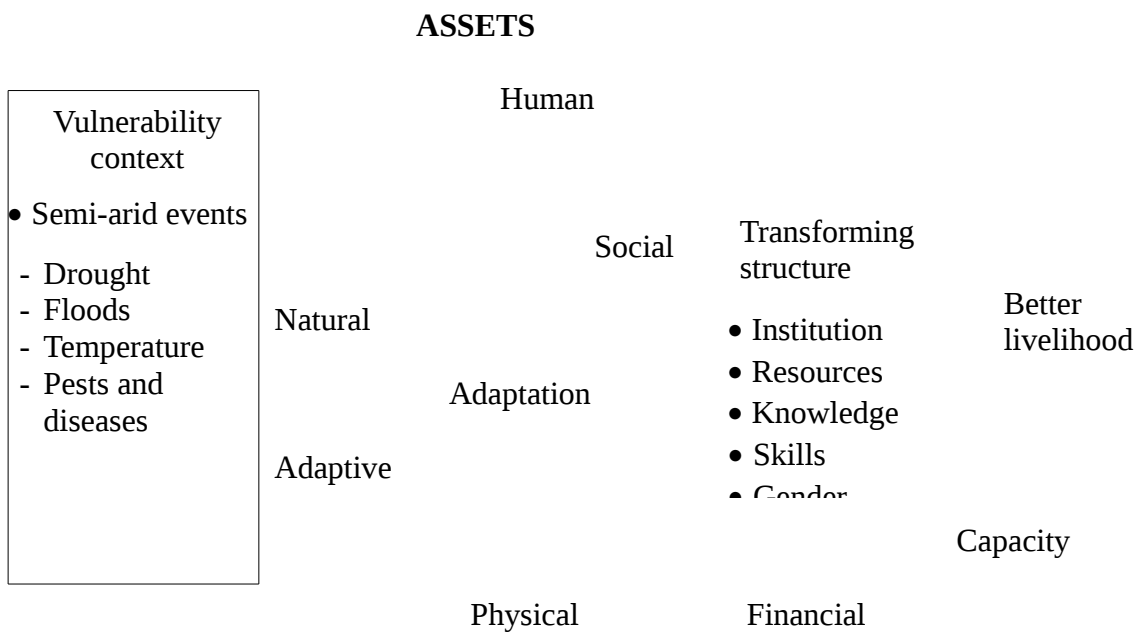 ASSETS
Human
Vulnerability
context
• Semi-arid events
- Drought
- Floods
- Temperature
- Pests and
diseases
Social
Natural
Adaptation
Adaptive
Transforming
structure
• Institution
• Resources
• Knowledge
• Skills
• Gender
Better
livelihood
Capacity
Physical
Financial